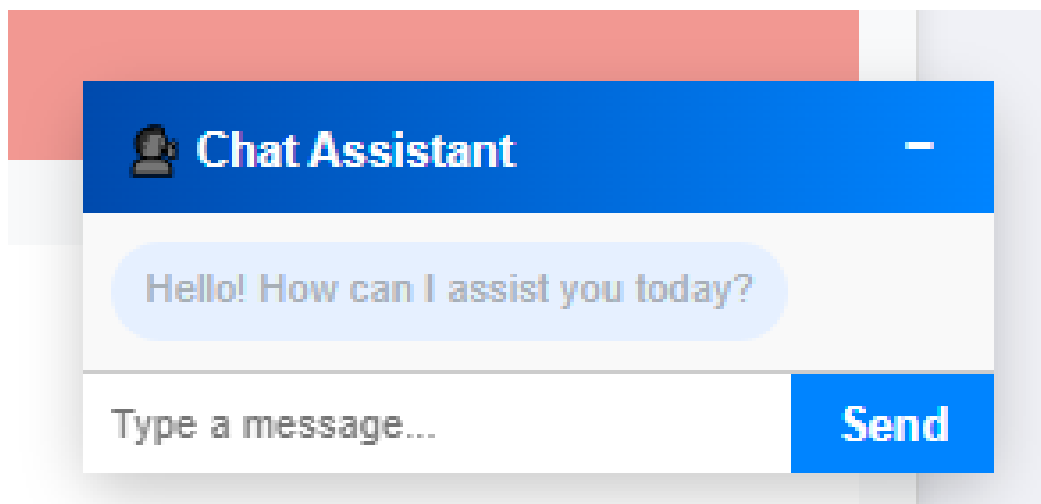 Chat Assistant
Hello! How can I assist you today?
Type a message...
Send